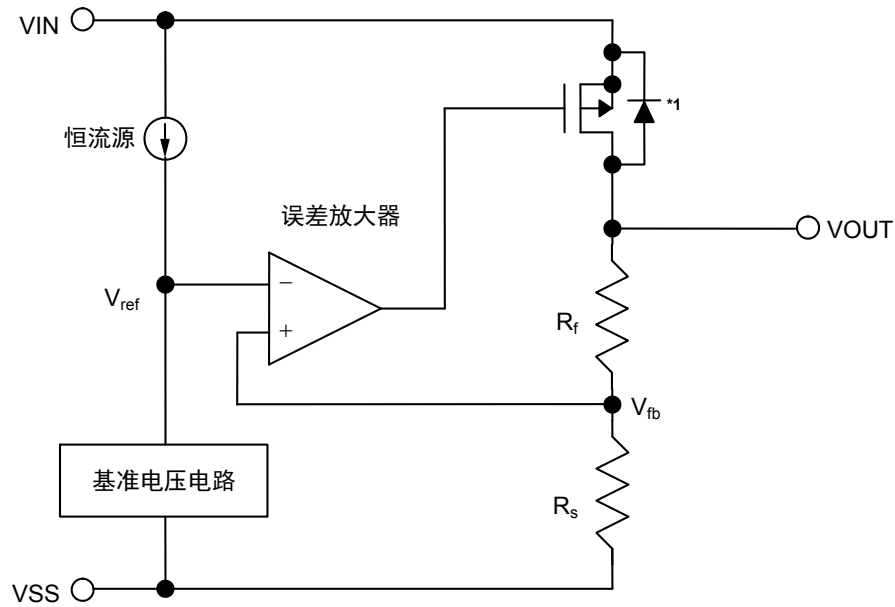 VIN
*1
恒流源
误差放大器
VOUT
−
Vref
+
Rf
Vfb
基准电压电路
Rs
VSS